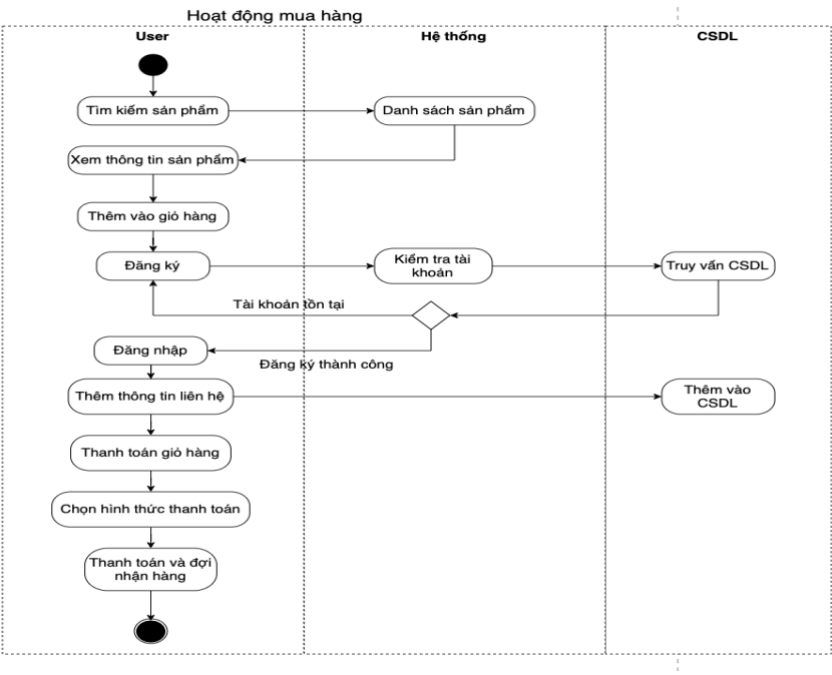 Hoạt động mua hàng
User
Hệ thống
CSDL
Tìm kiếm sản phẩm
Danh sách sản phẩm
Xem thông tin sản phẩm
Thêm vào giỏ hàng
Đăng ký
Kiểm tra tài
khoản
Truy vấn CSDL
Tài khoản tồn tại
Đăng nhập
Đăng ký thành công
Thêm thông tin liên hệ
Thêm vào
CSDL
Thanh toán giỏ hàng
Chọn hình thức thanh toán
Thanh toán và đợi
nhận hàng